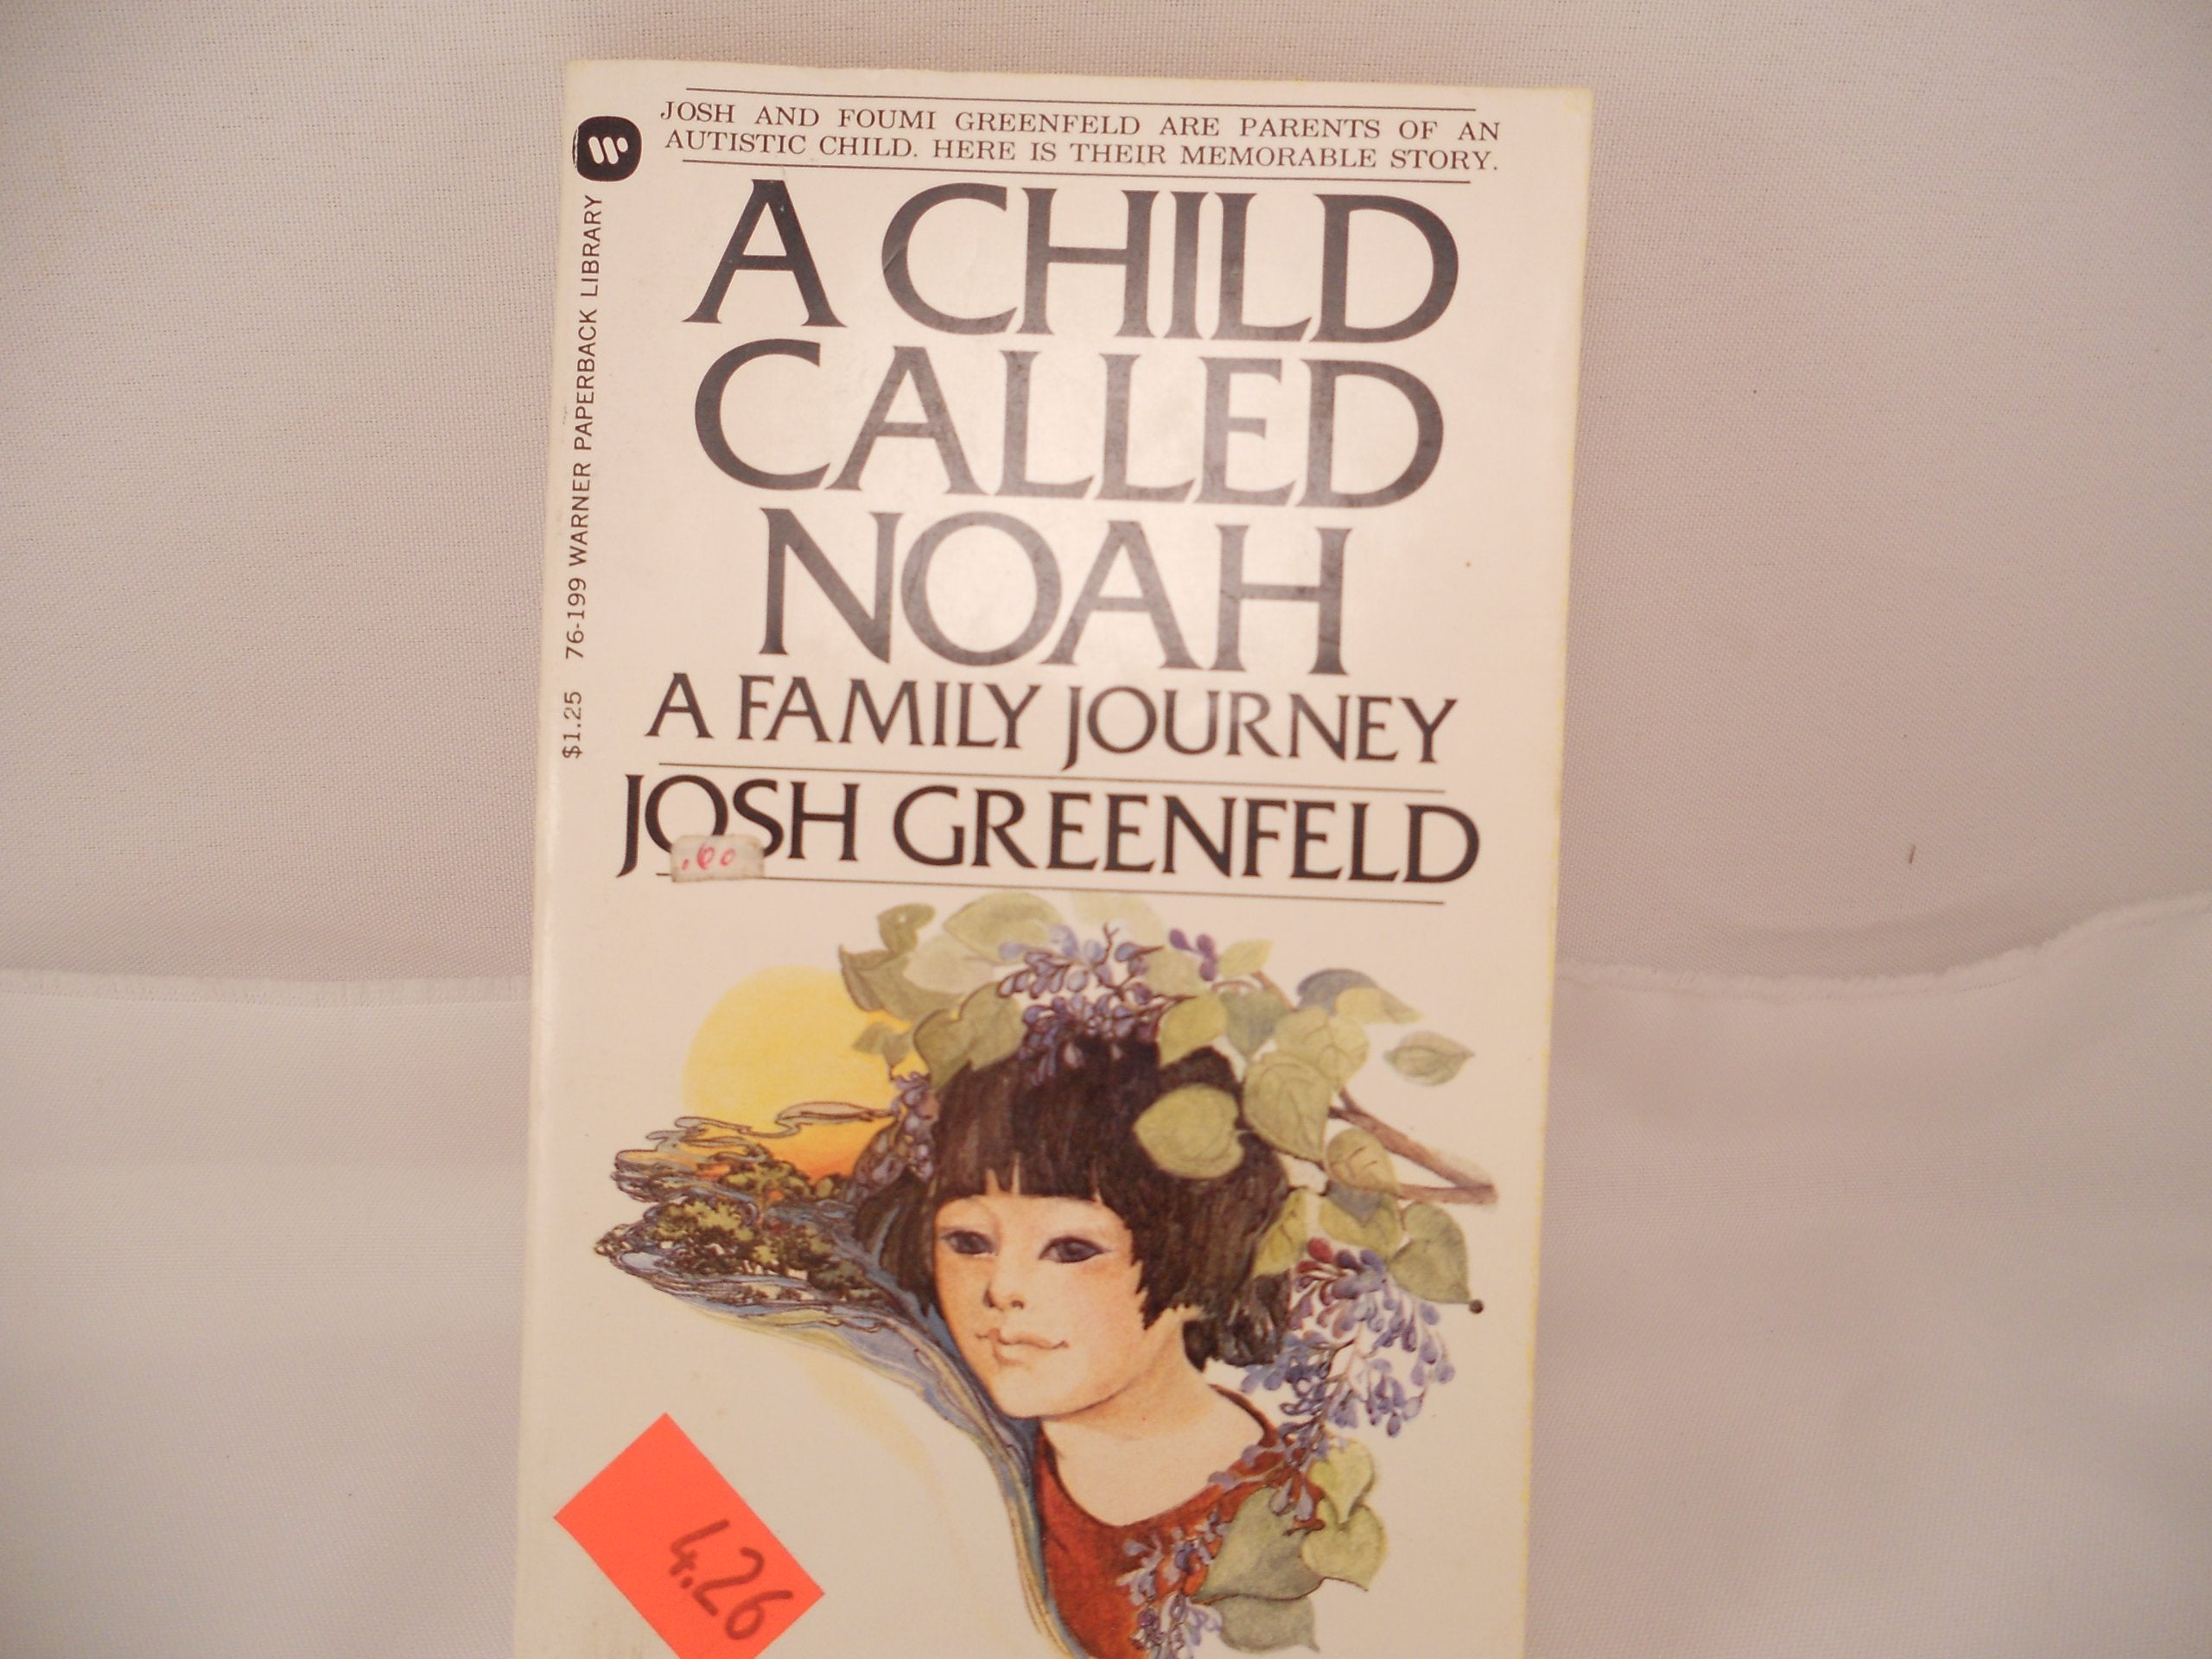 JOSH AND FOUMI GREENFELD ARE PARENTS OF AN
AUTISTIC CHILD. HERE IS THEIR MEMORABLE STORY.
$1.25 76-199 WARNER PAPERBACK LIBRARY
A CHILD
CALLED
NOAH
A FAMILY JOURNEY
JOSH GREENFELD
.60
4.26